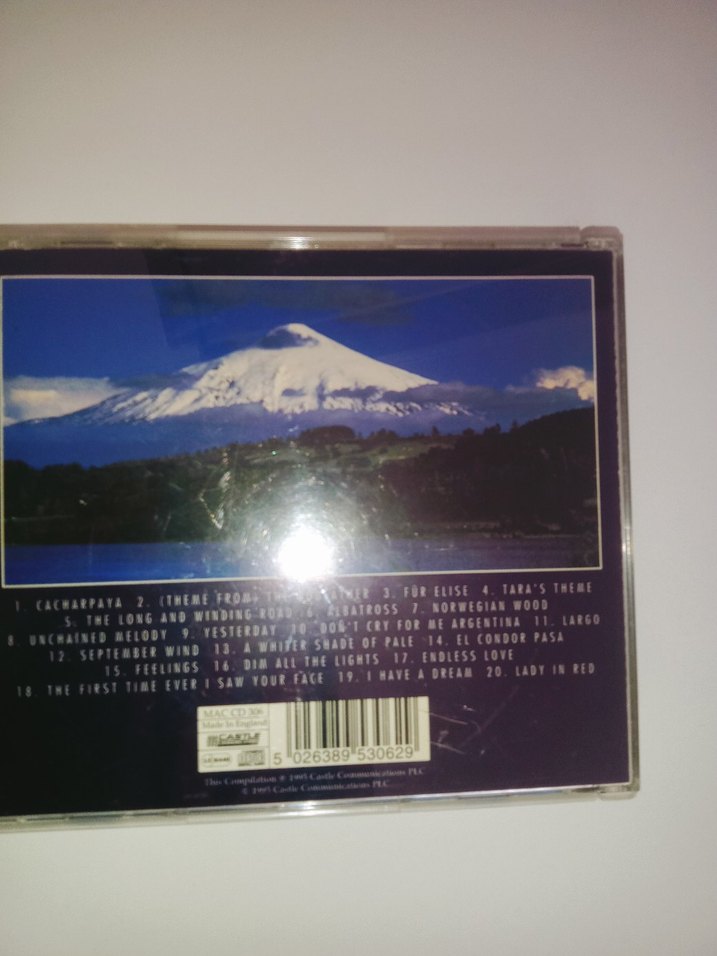 1. CACHARPAYA 2. (THEME FROM) THE GODFATHER 3. FÜR ELISE 4. TARA'S THEME
5. THE LONG AND WINDING ROAD 6. ALBATROSS 7. NORWEGIAN WOOD
8. UNCHAINED MELODY 9. YESTERDAY 10. DON'T CRY FOR ME ARGENTINA 11. LARGO
12. SEPTEMBER WIND 13. A WHITER SHADE OF PALE 14. EL CONDOR PASA
15. FEELINGS 16. DIM ALL THE LIGHTS 17. ENDLESS LOVE
18. THE FIRST TIME EVER I SAW YOUR FACE 19. I HAVE A DREAM 20. LADY IN RED
MAC CD 306
Made in England
CASTLE
5 026389 530629
This Compilation ℗ 1995 Castle Communications PLC
© 1995 Castle Communications PLC